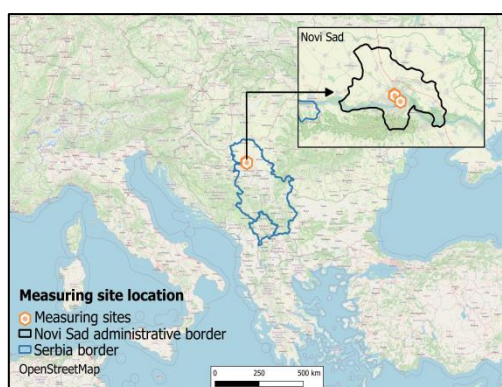 Novi Sad
Measuring site location
Measuring sites
Novi Sad administrative border
Serbia border
OpenStreetMap
0 250 500 km